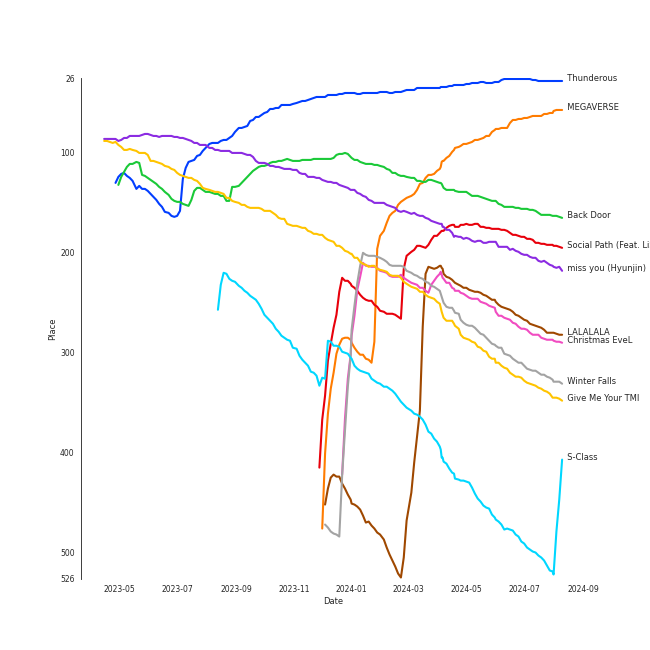 26
100
200
300
400
500
526
Place
2023-05
2023-07
2023-09
2023-11
2024-01
2024-03
2024-05
2024-07
2024-09
Date
Thunderous
MEGAVERSE
Back Door
Social Path (Feat. Li
miss you (Hyunjin)
LALALALA
Christmas EveL
Winter Falls
Give Me Your TMI
S-Class